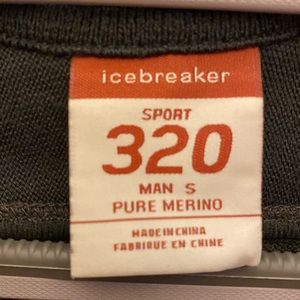 icebreaker
SPORT
320
MAN S
PURE MERINO
MADE IN CHINA
FABRIQUE EN CHINE